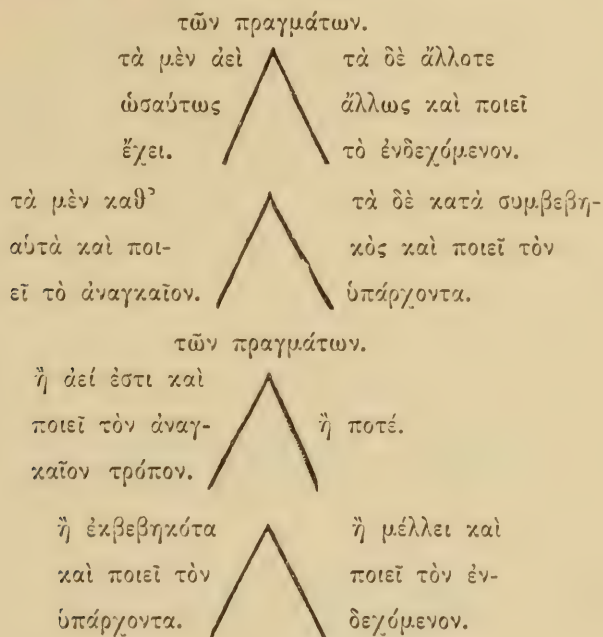 τῶν πραγμάτων.
τὰ μὲν ἀεὶ
ὡσαύτως
ἔχει.
τὰ δὲ ἄλλοτε
ἄλλως καὶ ποιεῖ
τὸ ἐνδεχόμενον.
τὰ μὲν καθ’
αὑτὰ καὶ ποι-
εῖ τὸ ἀναγκαῖον.
τὰ δὲ κατὰ συμβεβη-
κὸς καὶ ποιεῖ τὸν
ὑπάρχοντα.
τῶν πραγμάτων.
ἢ ἀεί ἐστι καὶ
ποιεῖ τὸν ἀναγ-
καῖον τρόπον.
ἢ ποτέ.
ἢ ἐκβεβηκότα
καὶ ποιεῖ τὸν
ὑπάρχοντα.
ἢ μέλλει καὶ
ποιεῖ τὸν ἐν-
δεχόμενον.